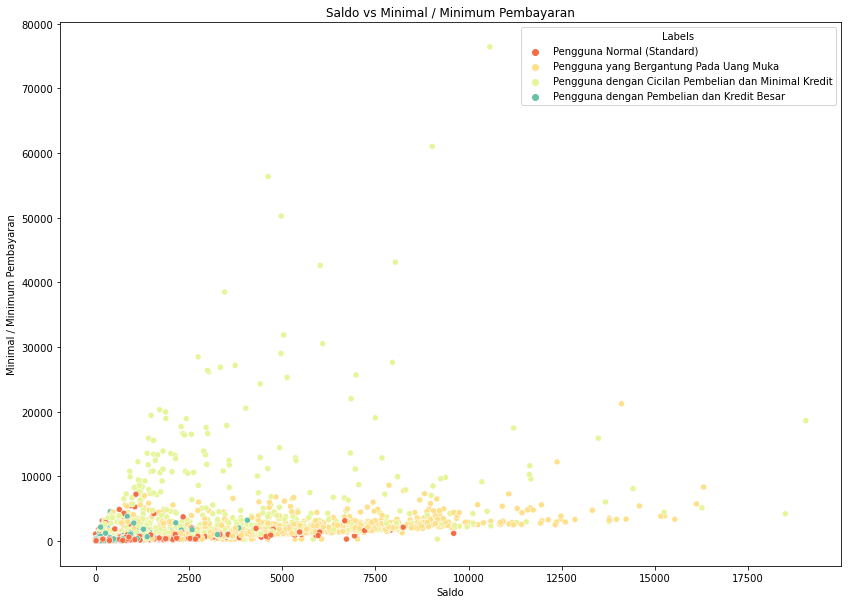 Saldo vs Minimal / Minimum Pembayaran
80000
70000
60000
50000
40000
30000
20000
10000
0
Minimal / Minimum Pembayaran
Labels
Pengguna Normal (Standard)
Pengguna yang Bergantung Pada Uang Muka
Pengguna dengan Cicilan Pembelian dan Minimal Kredit
Pengguna dengan Pembelian dan Kredit Besar
0 2500 5000 7500 10000 12500 15000 17500
Saldo